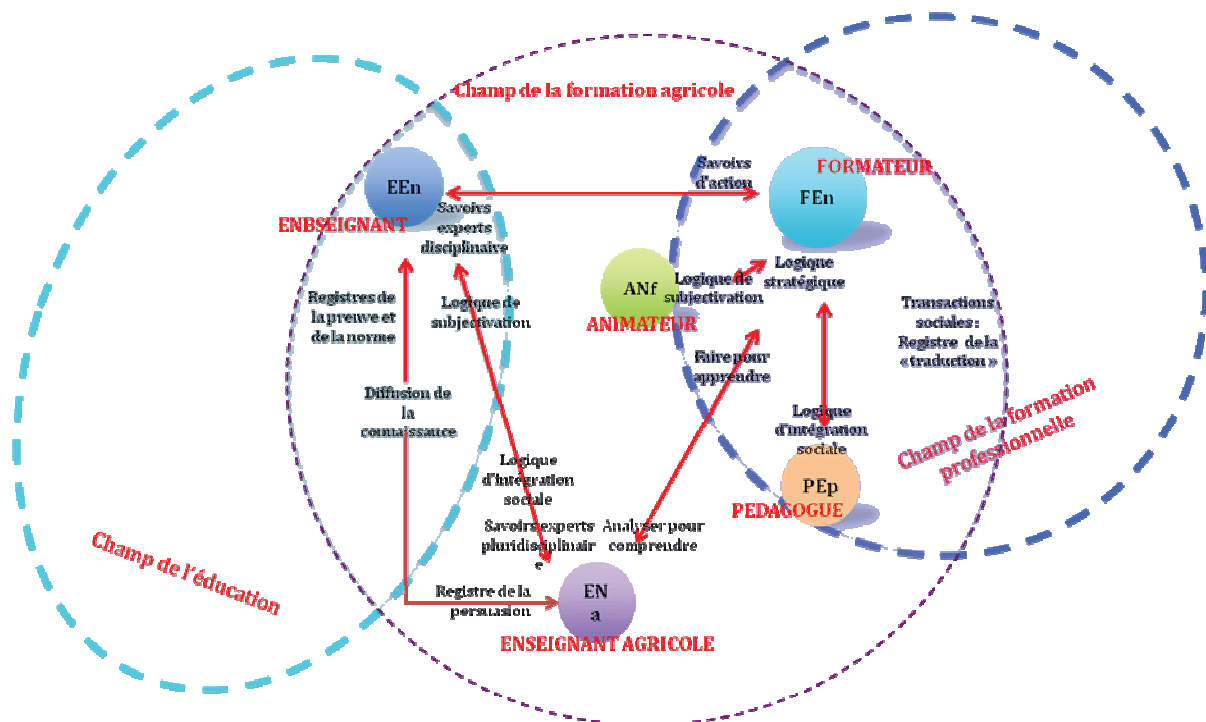 Champ de la formation agricole
EEn
ENBSEIGNANT
Savoirs
experts
disciplinaire
Savoirs
d'action
FORMATEUR
FEn
ANf
ANIMATEUR
Logique de
subjectivation
Logique
stratégique
Registres de
la preuve et
de la norme
Logique de
subjectivation
Transactions
sociales :
Registre de la
« traduction »
Faire pour
apprendre
Diffusion de
la
connaissance
Logique
d'intégration
sociale
Champ de la formation
professionnelle
PEp
PEDAGOGUE
Logique
d'intégration
sociale
Savoirs experts
pluridisciplinair
e
Analyser pour
comprendre
Champ de l'éducation
Registre de la
persuasion
EN
a
ENSEIGNANT AGRICOLE